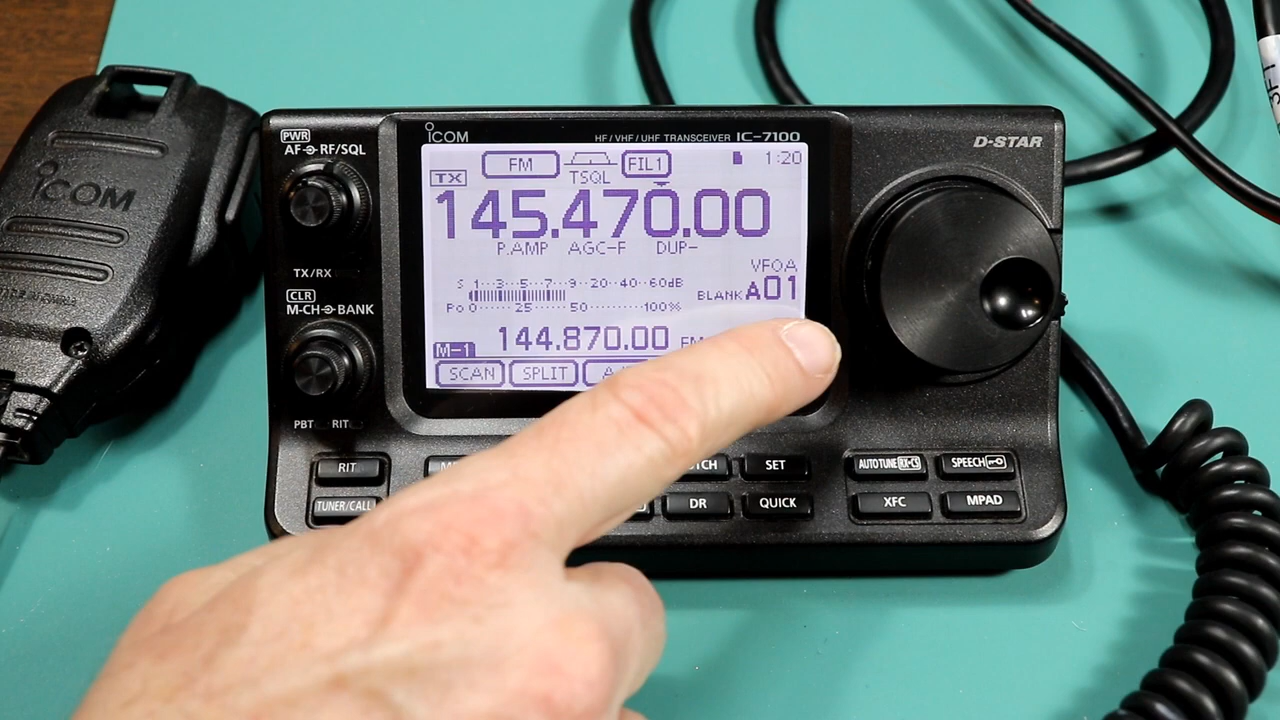 PWR
AF RF/SQL
TX/RX
CLR
M-CH BANK
PBT RIT
ICOM
HF/VHF/UHF TRANSCEIVER IC-7100
D-STAR
FM FIL1 1:20
TX TSQL
145.470.00
P.AMP AGC-F DUP-
VFOA
S 1 3 5 7 9 20 40 60dB
BLANK A01
Po 0 25 50 100%
144.870.00
M-1
SCAN SPLIT
RIT SET AUTOTUNE RX-CS SPEECH
TUNER/CALL DR QUICK XFC MPAD
ICOM